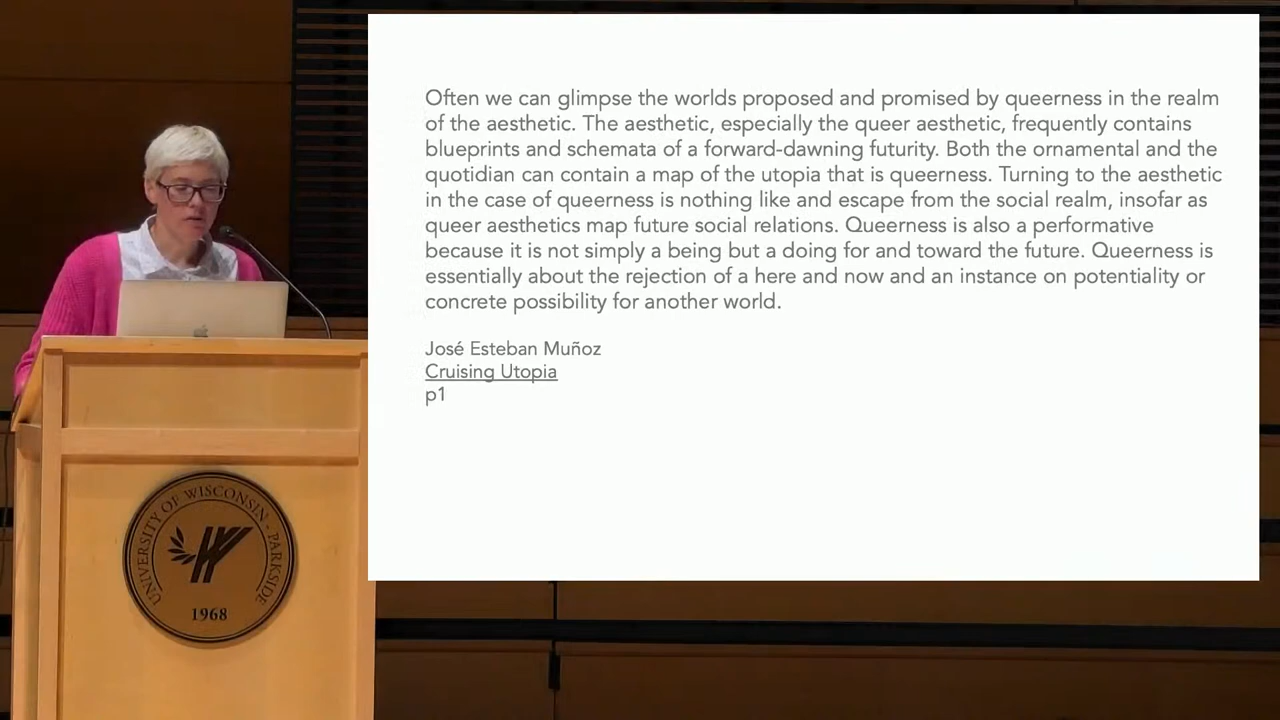 Often we can glimpse the worlds proposed and promised by queerness in the realm
of the aesthetic. The aesthetic, especially the queer aesthetic, frequently contains
blueprints and schemata of a forward-dawning futurity. Both the ornamental and the
quotidian can contain a map of the utopia that is queerness. Turning to the aesthetic
in the case of queerness is nothing like and escape from the social realm, insofar as
queer aesthetics map future social relations. Queerness is also a performative
because it is not simply a being but a doing for and toward the future. Queerness is
essentially about the rejection of a here and now and an instance on potentiality or
concrete possibility for another world.
José Esteban Muñoz
Cruising Utopia
p1
UNIVERSITY OF WISCONSIN - PARKSIDE
1968